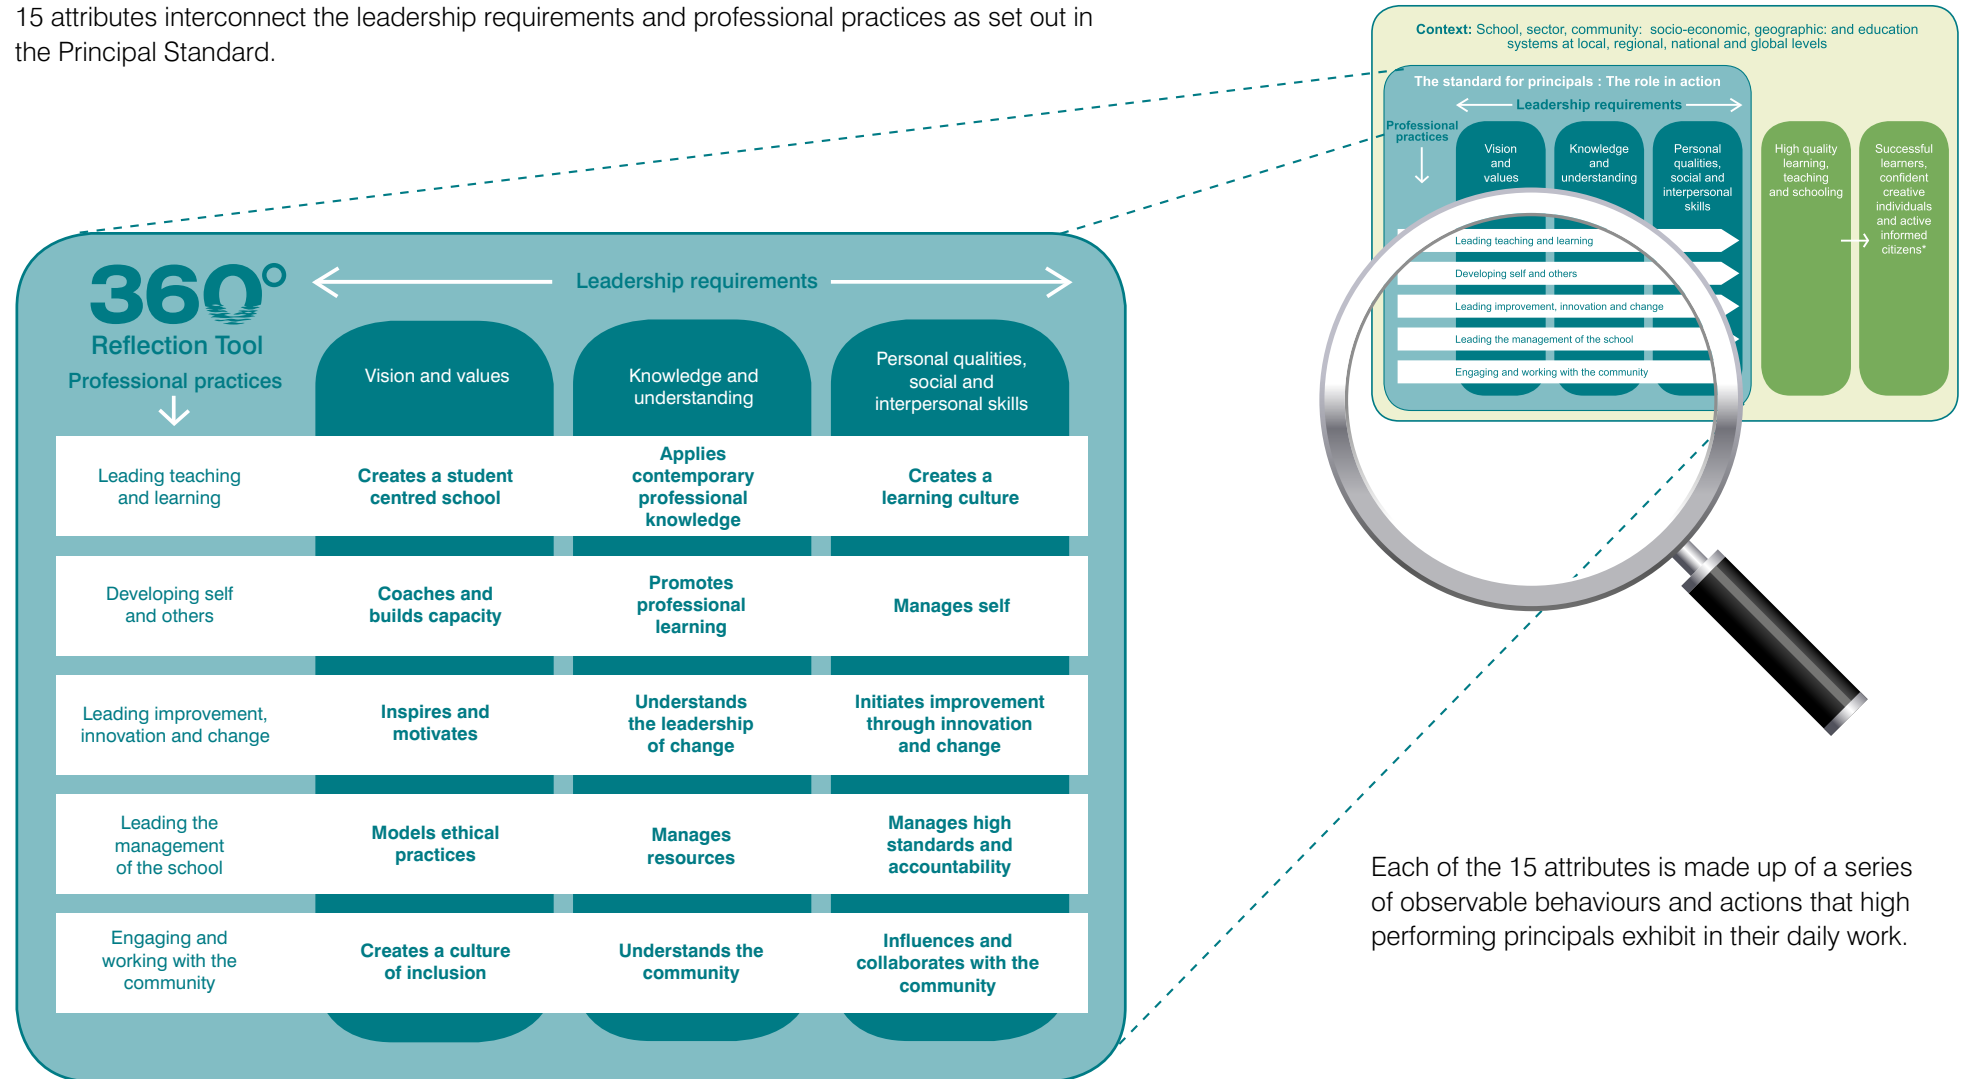 15 attributes interconnect the leadership requirements and professional practices as set out in
the Principal Standard.
Context: School, sector, community: socio-economic, geographic: and education
systems at local, regional, national and global levels
The standard for principals : The role in action
Leadership requirements
Professional
practices
Vision
and
values
Knowledge
and
understanding
Personal
qualities,
social and
interpersonal
skills
High quality
learning,
teaching
and schooling
Successful
learners,
confident
creative
individuals
and active
informed
citizens*
Leading teaching and learning
Developing self and others
Leading improvement, innovation and change
Leading the management of the school
Engaging and working with the community
360°
Reflection Tool
Professional practices
Leadership requirements
Vision and values
Knowledge and
understanding
Personal qualities,
social and
interpersonal skills
Leading teaching
and learning
Creates a student
centred school
Applies
contemporary
professional
knowledge
Creates a
learning culture
Developing self
and others
Coaches and
builds capacity
Promotes
professional
learning
Manages self
Leading improvement,
innovation and change
Inspires and
motivates
Understands
the leadership
of change
Initiates improvement
through innovation
and change
Leading the
management
of the school
Models ethical
practices
Manages
resources
Manages high
standards and
accountability
Engaging and
working with the
community
Creates a culture
of inclusion
Understands the
community
Influences and
collaborates with the
community
Each of the 15 attributes is made up of a series
of observable behaviours and actions that high
performing principals exhibit in their daily work.